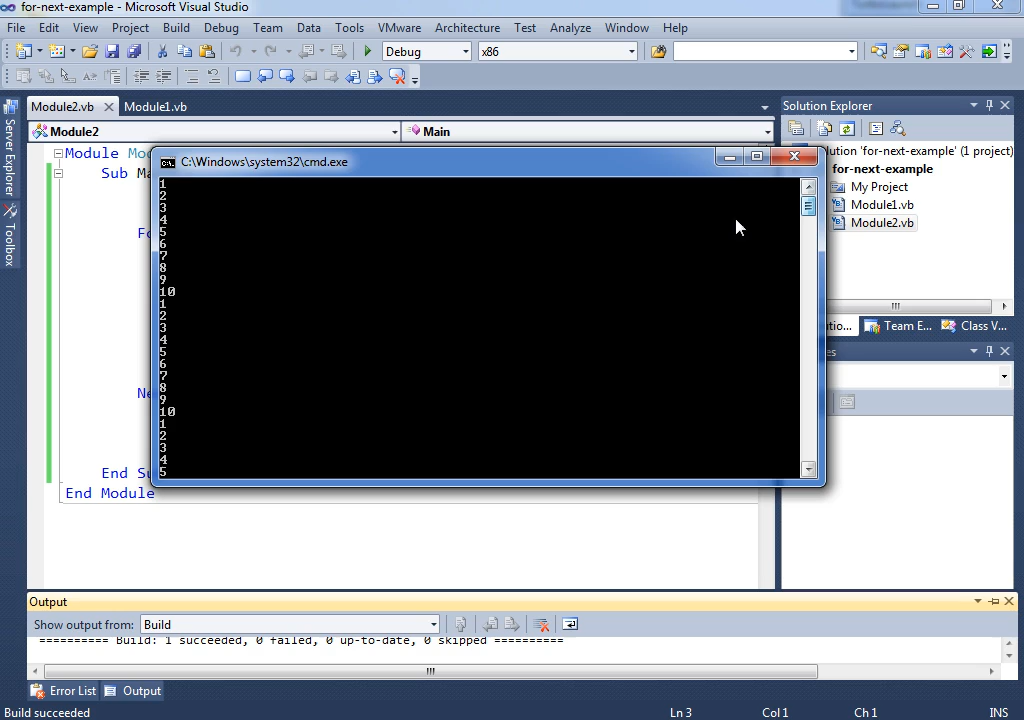 for-next-example - Microsoft Visual Studio
File Edit View Project Build Debug Team Data Tools VMware Architecture Test Analyze Window Help
Debug x86
Module2.vb Module1.vb
Module2 Main
Module
Sub
End
End Module
C:\Windows\system32\cmd.exe
1
2
3
4
5
6
7
8
9
10
1
2
3
4
5
6
7
8
9
10
1
2
3
4
5
Server Explorer
Toolbox
Solution Explorer
'for-next-example' (1 project)
for-next-example
My Project
Module1.vb
Module2.vb
Team E... Class V...
Output
Show output from: Build
========== Build: 1 succeeded, 0 failed, 0 up-to-date, 0 skipped ==========
Error List Output
Build succeeded Ln 3 Col 1 Ch 1 INS